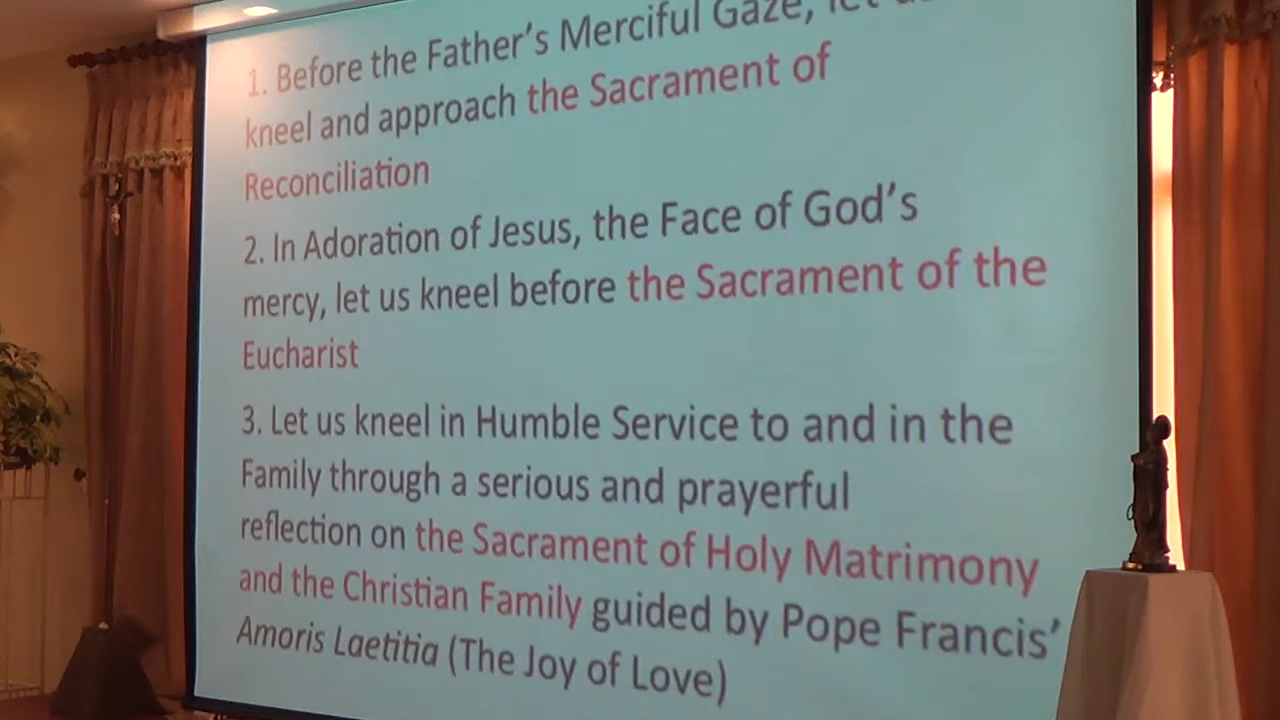 1. Before the Father's Merciful Gaze, let us
kneel and approach the Sacrament of
Reconciliation
2. In Adoration of Jesus, the Face of God's
mercy, let us kneel before the Sacrament of the
Eucharist
3. Let us kneel in Humble Service to and in the
Family through a serious and prayerful
reflection on the Sacrament of Holy Matrimony
and the Christian Family guided by Pope Francis'
Amoris Laetitia (The Joy of Love)